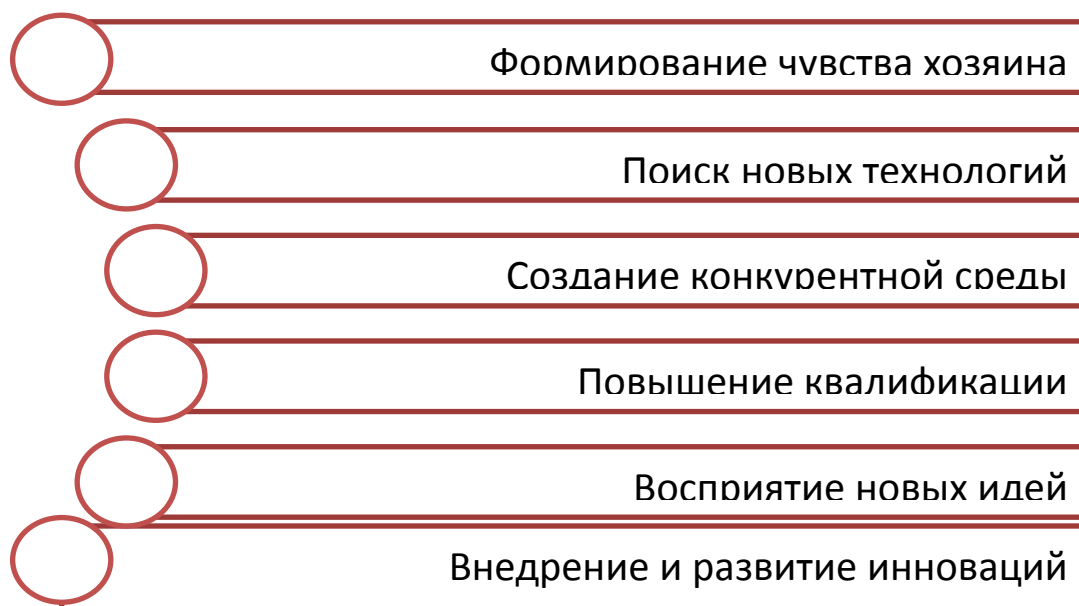 Формирование чувства хозяина
Поиск новых технологий
Создание конкурентной среды
Повышение квалификации
Восприятие новых идей
Внедрение и развитие инноваций